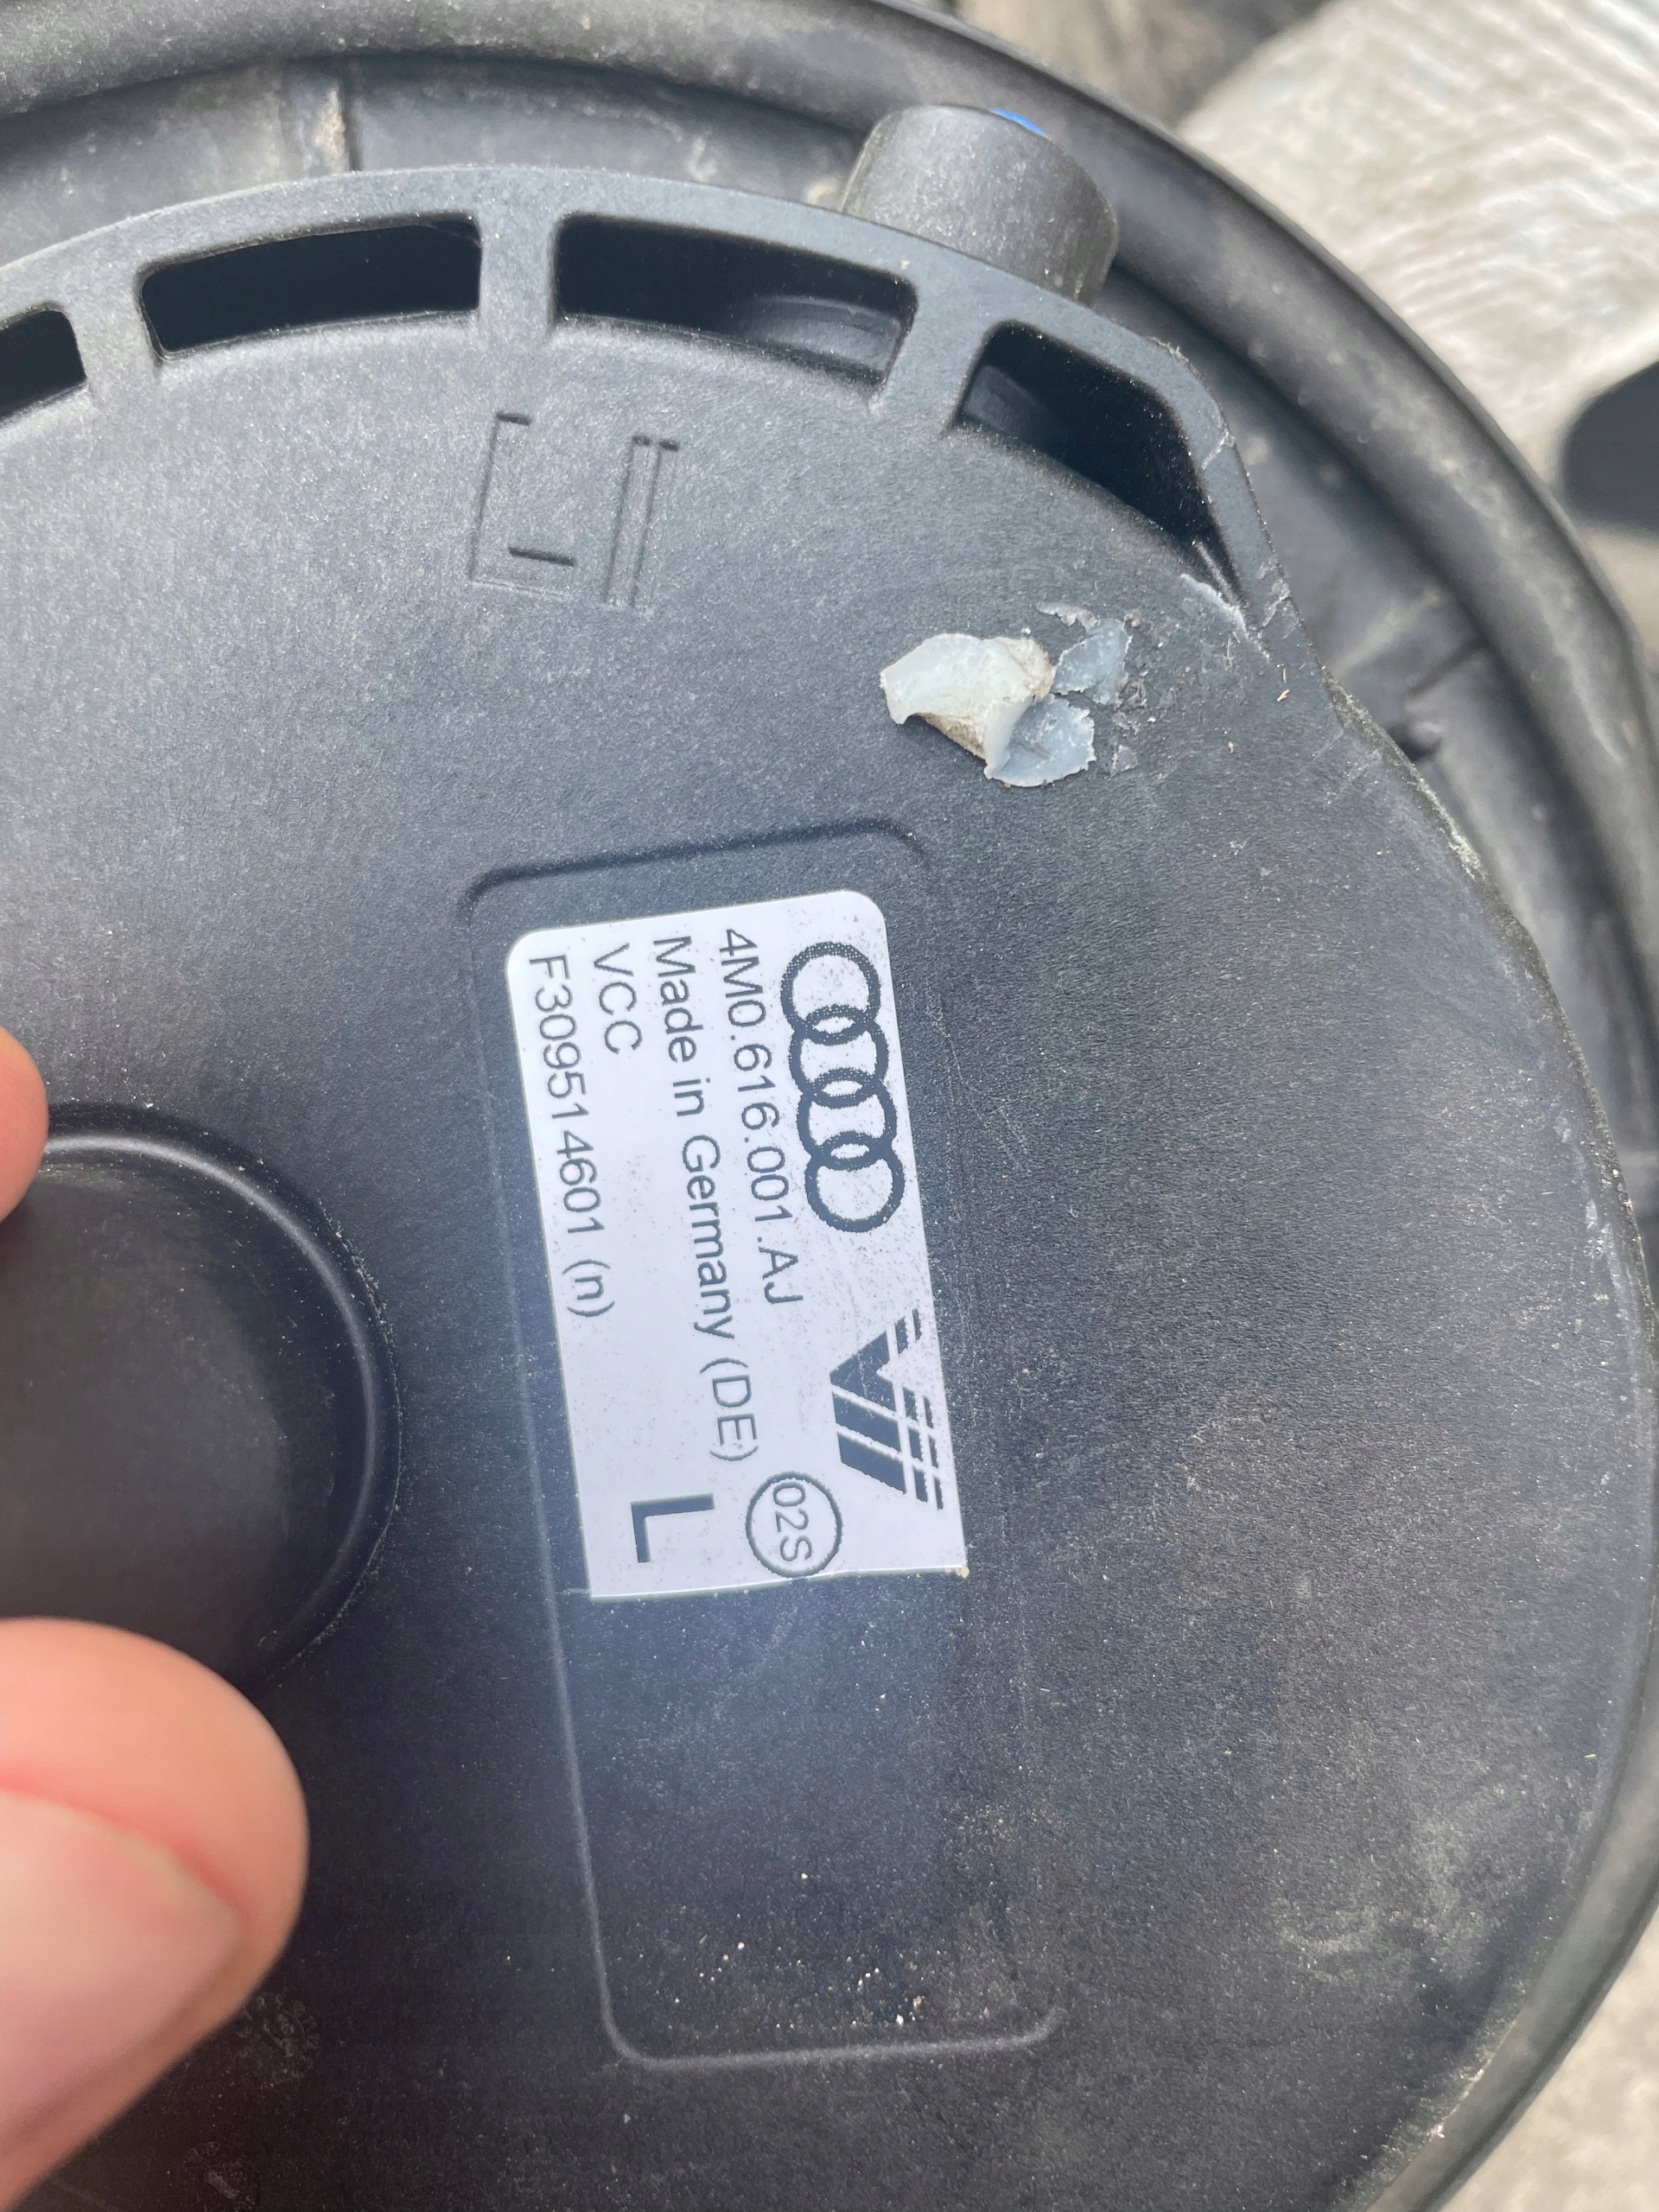 4M0.616.001.AJ
02S
Made in Germany (DE)
VCC
L
F309514601 (n)